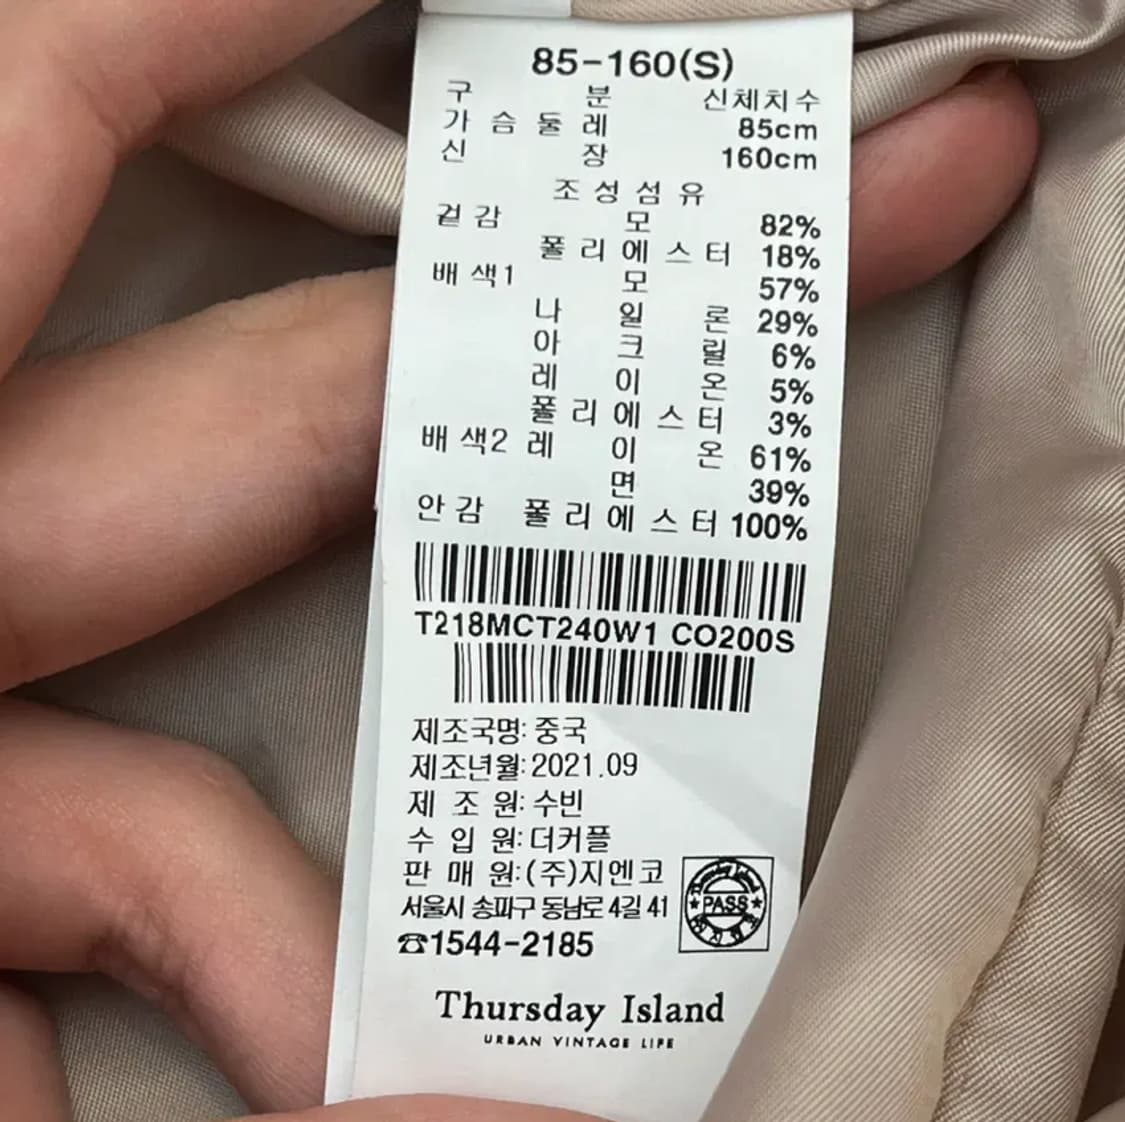 85-160(S)
구 분 신체치수
가 슴 둘 레 85cm
신 장 160cm
조 성 섬 유
겉 감 모 82%
폴 리 에 스 터 18%
배 색1 모 57%
나 일 론 29%
아 크 릴 6%
레 이 온 5%
폴 리 에 스 터 3%
배 색2 레 이 온 61%
면 39%
안 감 폴 리 에 스 터 100%
T218MCT240W1 CO200S
제조국명: 중국
제조년월: 2021.09
제 조 원: 수빈
수 입 원: 더커플
판 매 원: (주)지엔코
서울시 송파구 동남로 4길 41
☎1544-2185
Thursday Island
PASS
Thursday Island
URBAN VINTAGE LIFE